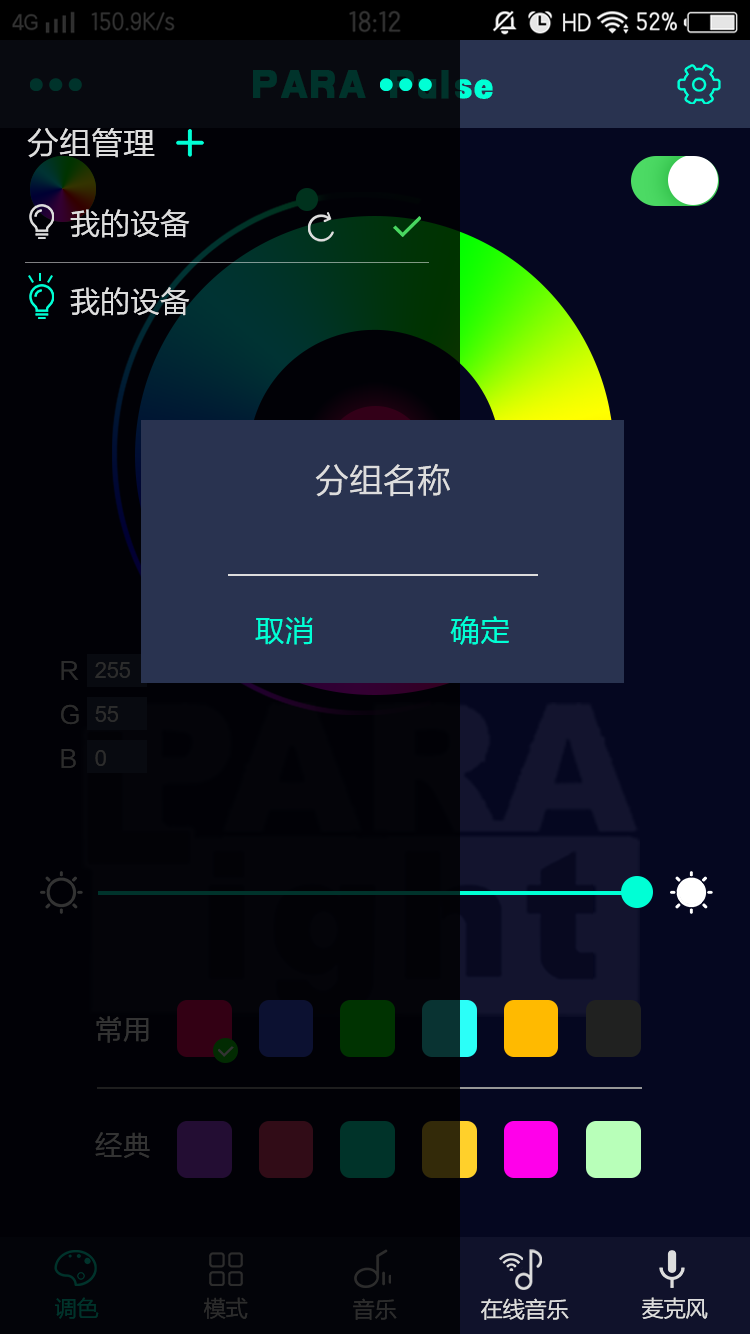 4G 150.9K/s 18:12 HD 52%
PARA Pulse
分组管理
我的设备
我的设备
分组名称
取消 确定
R 255
G 55
B 0
PARA
Light
常用
经典
调色 模式 音乐 在线音乐 麦克风